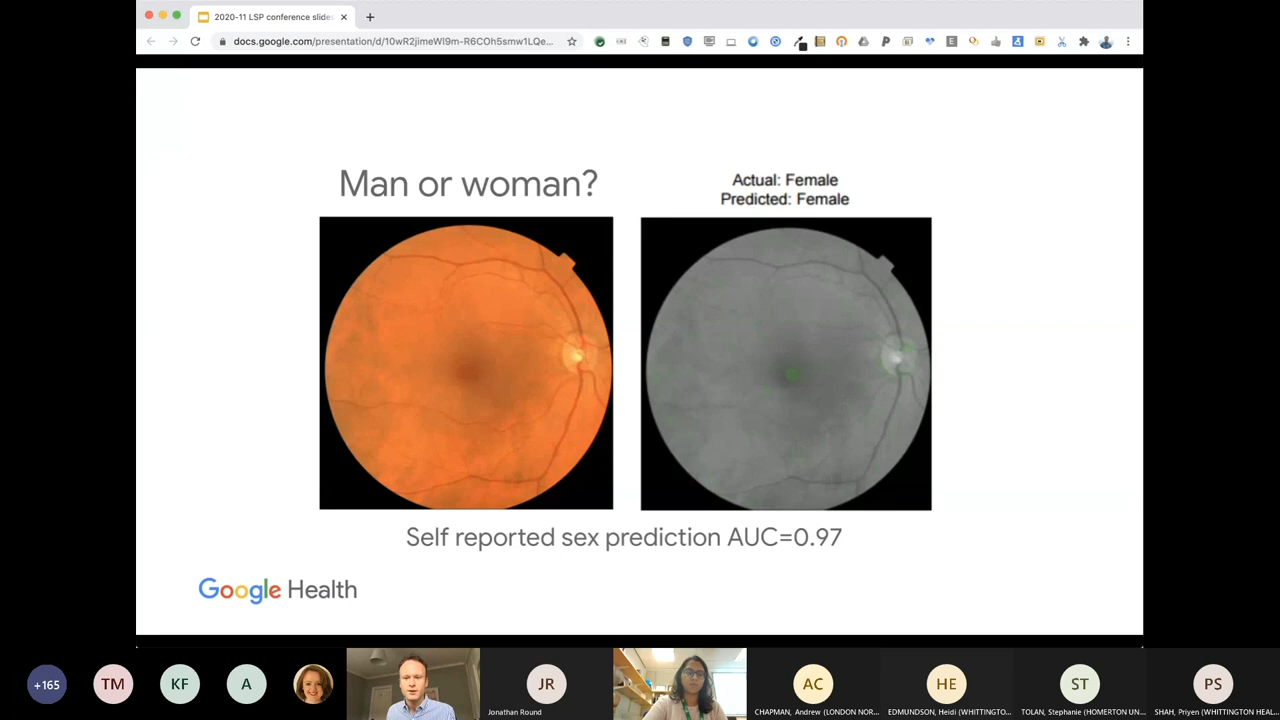 2020-11 LSP conference slides
docs.google.com/presentation/d/10wR2jimeWl9m-R6COh5smw1LQe...
Man or woman?
Actual: Female
Predicted: Female
Self reported sex prediction AUC=0.97
Google Health
+165
TM
KF
A
JR
Jonathan Round
AC
CHAPMAN, Andrew (LONDON NOR...
HE
EDMUNDSON, Heidi (WHITTINGTO...
ST
TOLAN, Stephanie (HOMERTON UN...
PS
SHAH, Priyen (WHITTINGTON HEAL...